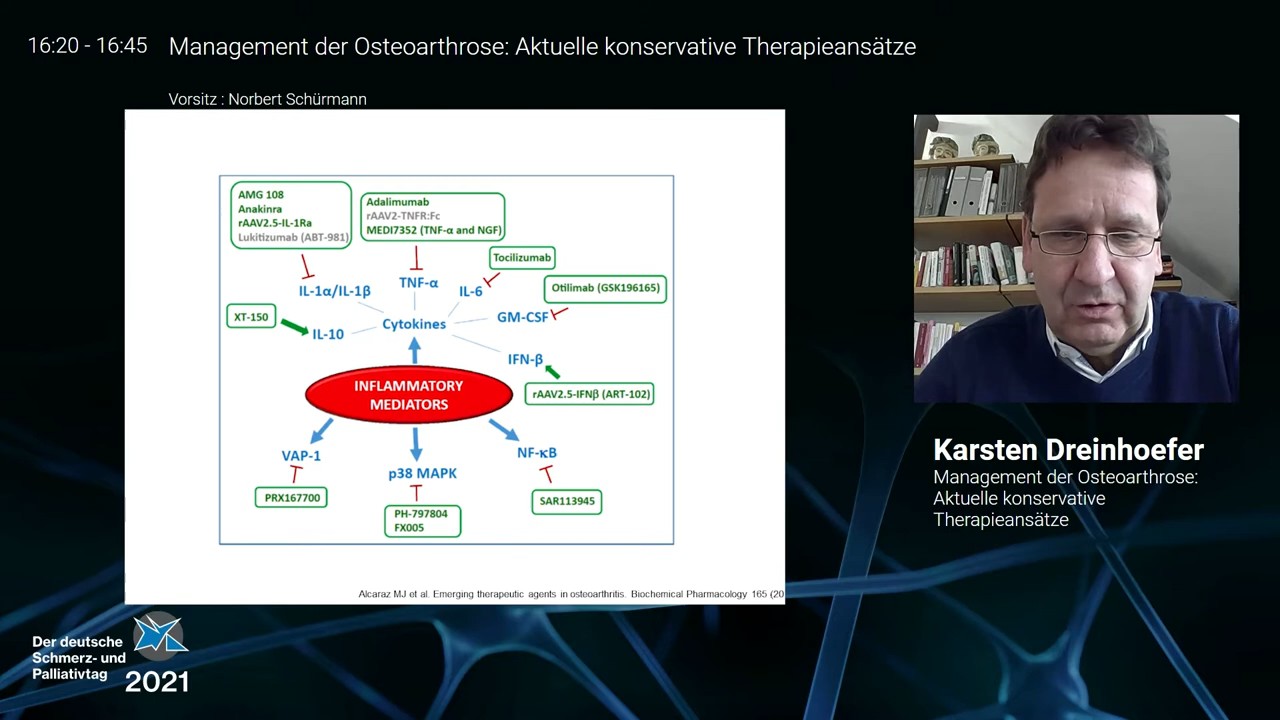 16:20 - 16:45 Management der Osteoarthrose: Aktuelle konservative Therapieansätze
Vorsitz : Norbert Schürmann
AMG 108
Anakinra
rAAV2.5-IL-1Ra
Lukitizumab (ABT-981)
Adalimumab
rAAV2-TNFR:Fc
MEDI7352 (TNF-α and NGF)
Tocilizumab
Otilimab (GSK196165)
IL-1α/IL-1β
TNF-α
IL-6
XT-150
IL-10
Cytokines
GM-CSF
IFN-β
rAAV2.5-IFNβ (ART-102)
INFLAMMATORY
MEDIATORS
VAP-1
p38 MAPK
NF-κB
PRX167700
PH-797804
FX005
SAR113945
Alcaraz MJ et al. Emerging therapeutic agents in osteoarthritis. Biochemical Pharmacology 165 (20
Karsten Dreinhoefer
Management der Osteoarthrose:
Aktuelle konservative
Therapieansätze
Der deutsche
Schmerz- und
Palliativtag
2021